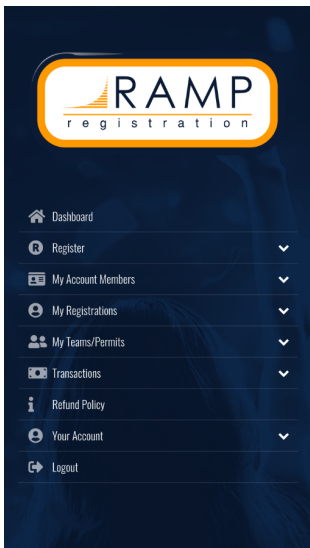 RAMP
registration
Dashboard
Register
My Account Members
My Registrations
My Teams/Permits
Transactions
Refund Policy
Your Account
Logout